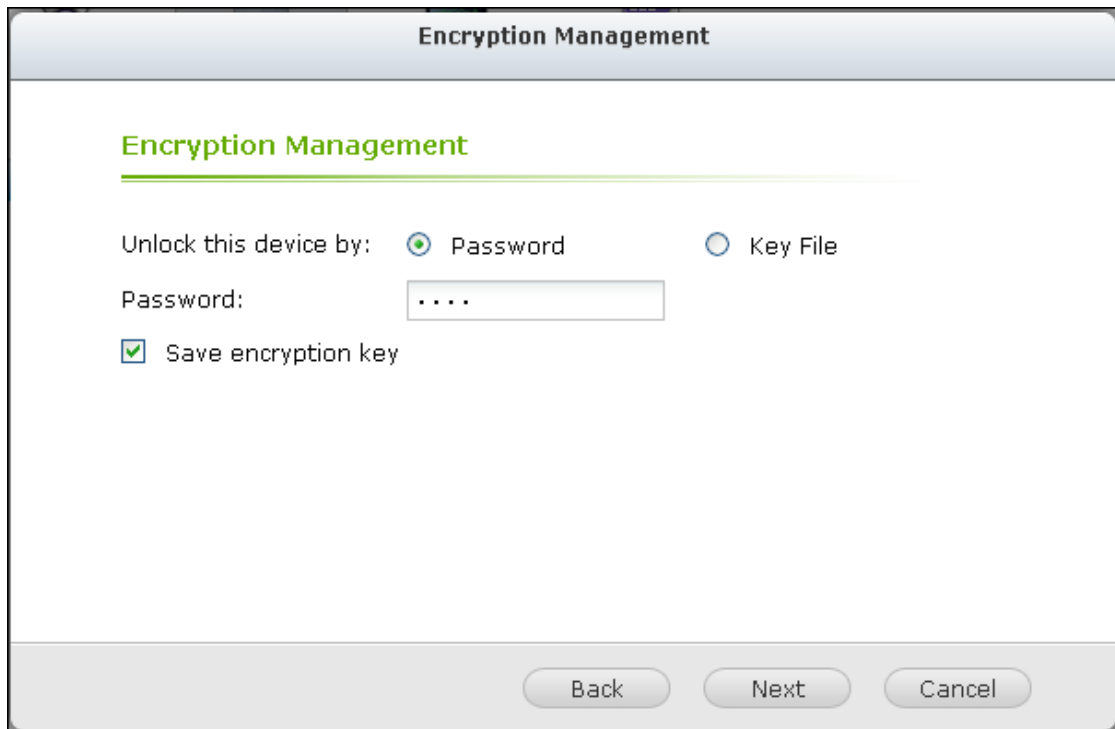 Encryption Management
Encryption Management
Unlock this device by: Password Key File
Password: ····
Save encryption key
Back Next Cancel